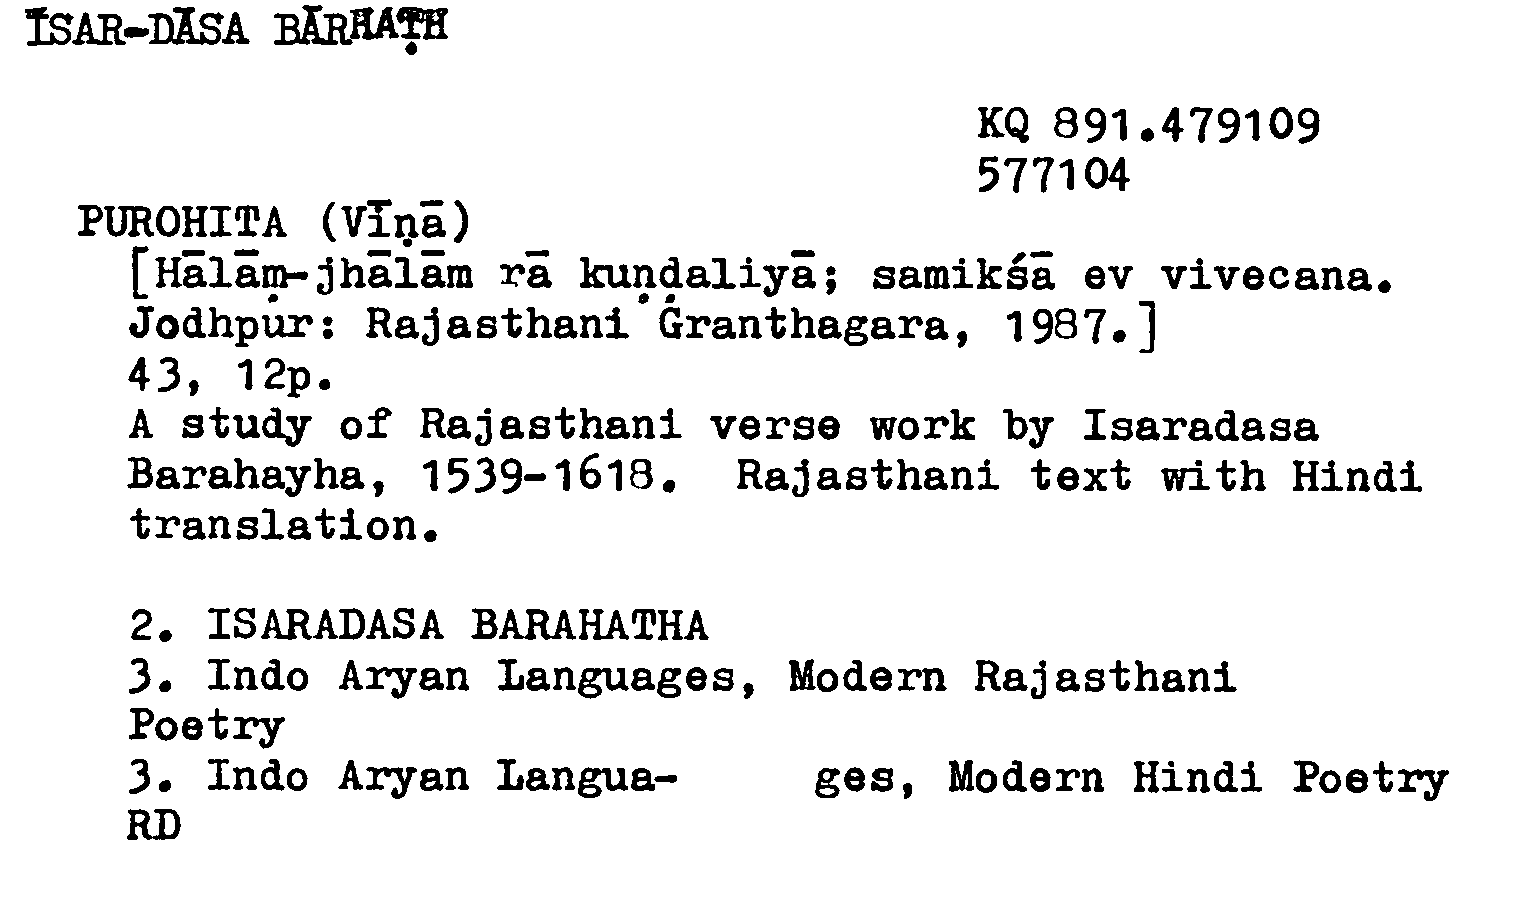 ĪSAR-DĀSA BĀRHAṬH
KQ 891.479109
577104
PUROHITA (Vīṇā)
[Hālāṃ-jhālām rā kuṇḍaliyā; samikśā ev vivecana.
Jodhpur: Rajasthani Granthagara, 1987.]
43, 12p.
A study of Rajasthani verse work by Isaradasa
Barahayha, 1539-1618. Rajasthani text with Hindi
translation.
2. ISARADASA BARAHATHA
3. Indo Aryan Languages, Modern Rajasthani
Poetry
3. Indo Aryan Langua- ges, Modern Hindi Poetry
RD